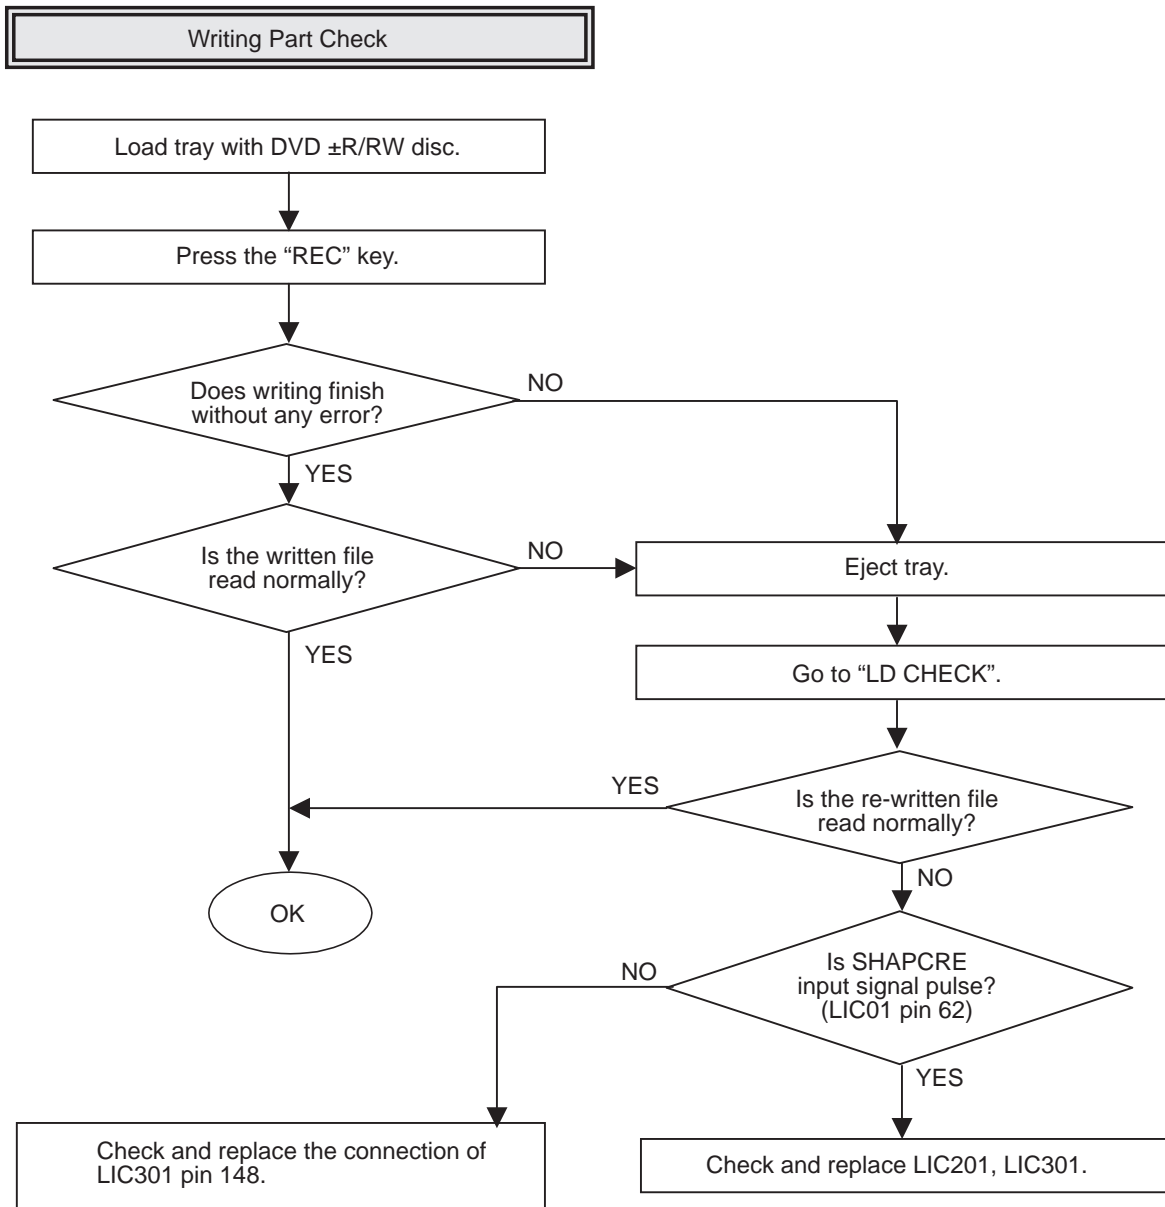 Writing Part Check
Load tray with DVD ±R/RW disc.
Press the “REC” key.
Does writing finish
without any error?
NO
YES
Is the written file
read normally?
NO
Eject tray.
YES
Go to “LD CHECK”.
YES
Is the re-written file
read normally?
NO
OK
Is SHAPCRE
input signal pulse?
(LIC01 pin 62)
NO
YES
Check and replace the connection of
LIC301 pin 148.
Check and replace LIC201, LIC301.